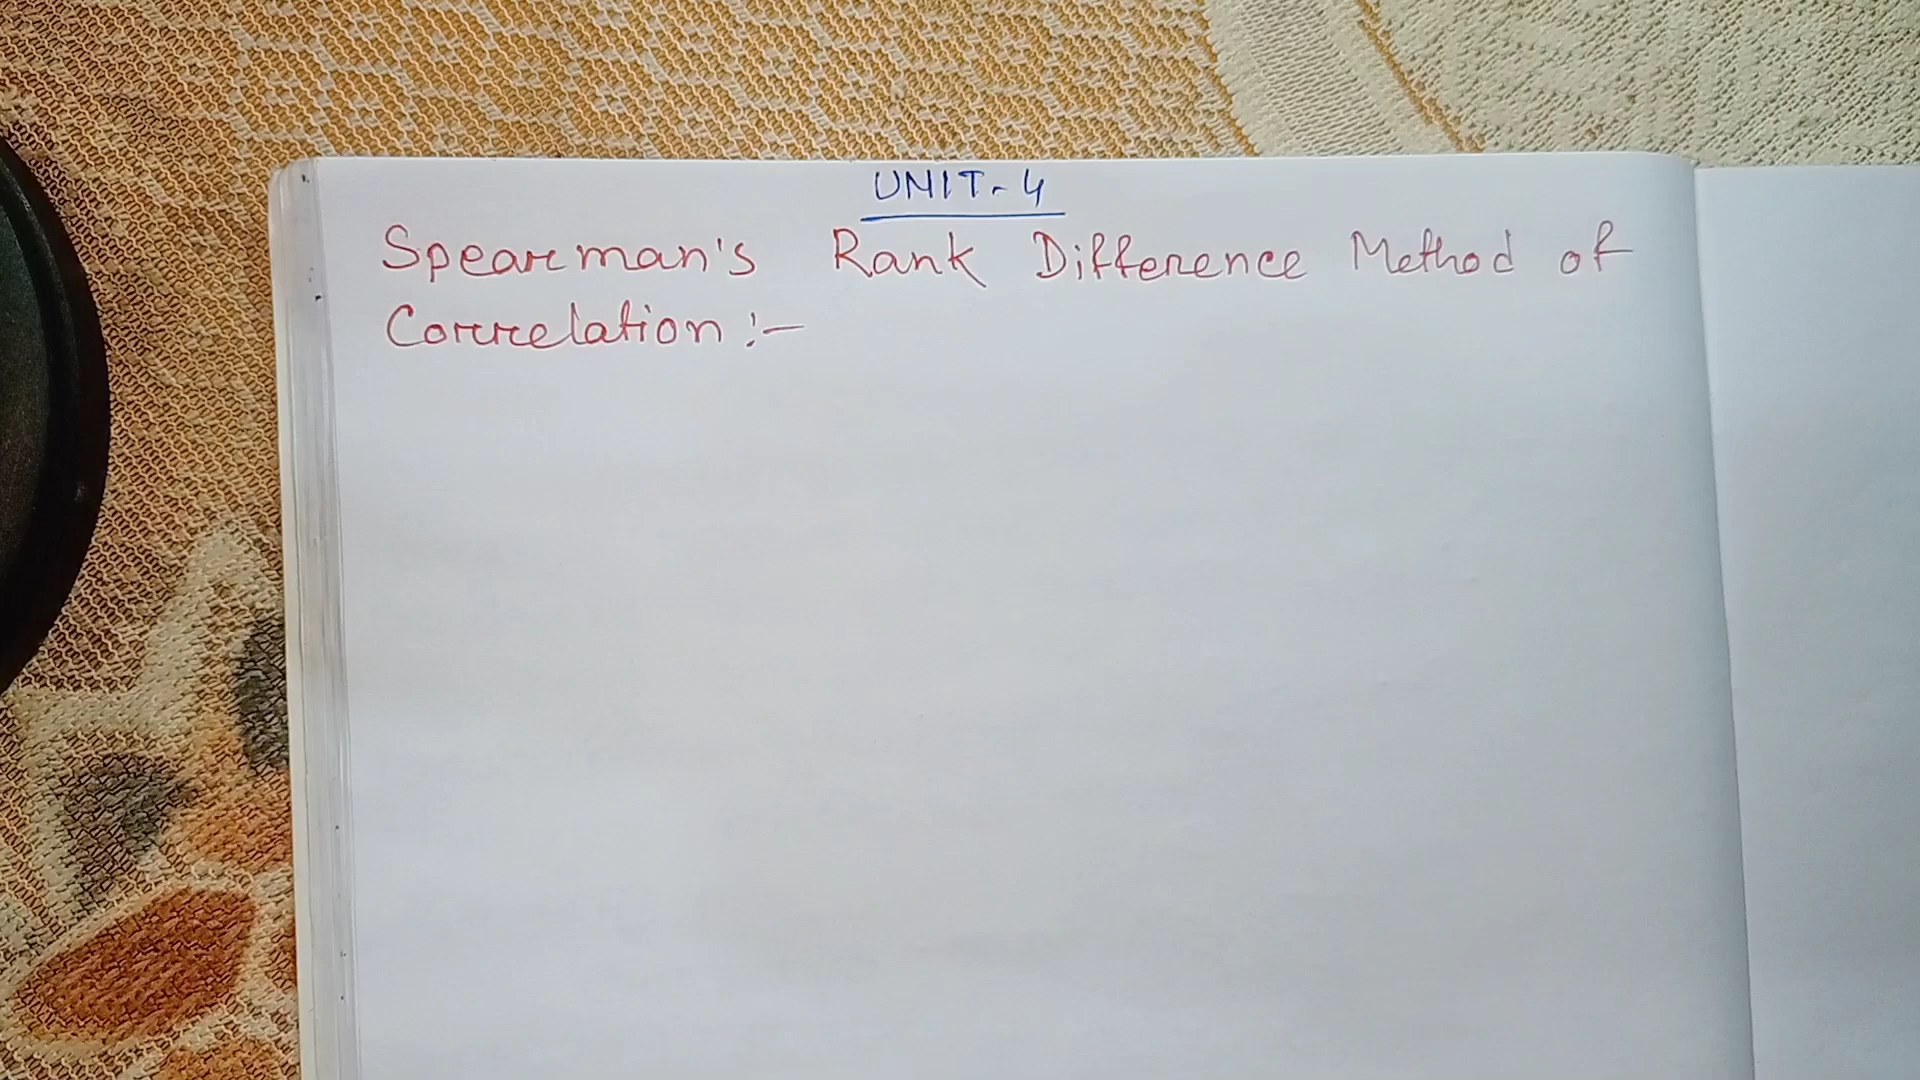 UNIT-4
Spearman's Rank Difference Method of
Correlation :-